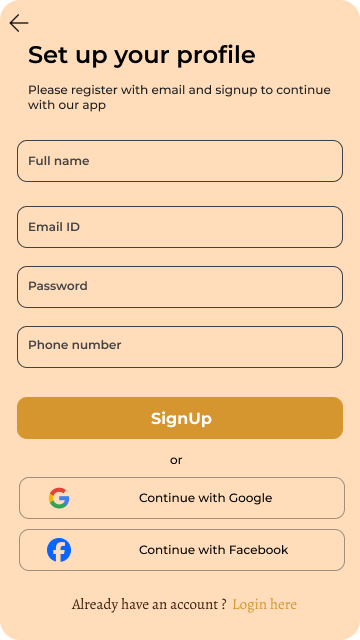 Set up your profile
Please register with email and signup to continue
with our app
Full name
Email ID
Password
Phone number
SignUp
or
Continue with Google
Continue with Facebook
Already have an account ? Login here